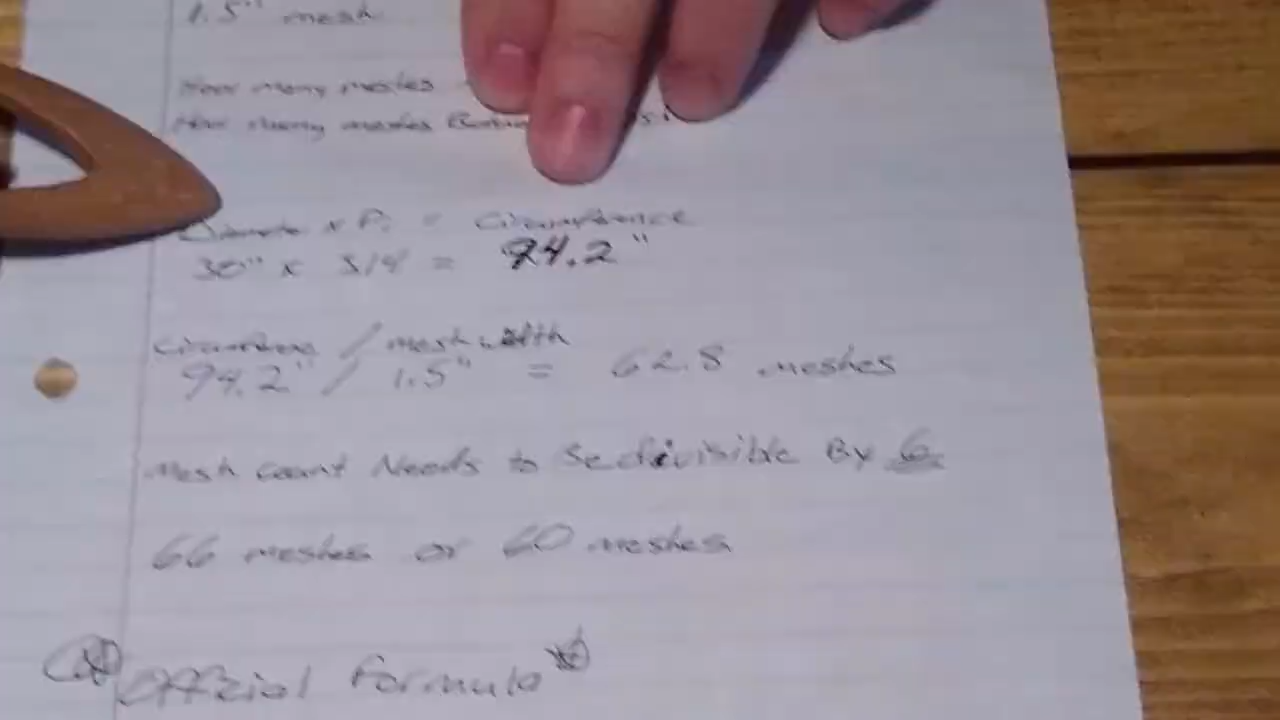 1.5" mesh
How many meshes
How many meshes
Diameter x Pi = Circumference
30" x 3.14 = 94.2"
Circumference / mesh width
94.2" / 1.5" = 62.8 meshes
Mesh Count Needs to Be divisible By 6
66 meshes or 60 meshes
Official Formula